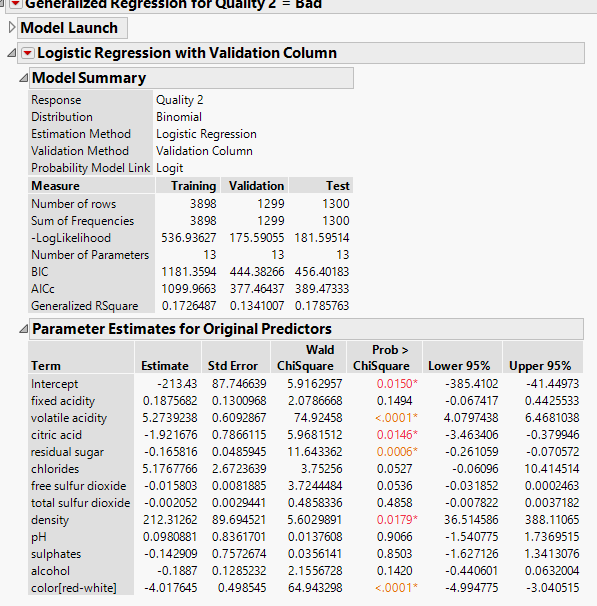 Generalized Regression for Quality 2 = Bad
Model Launch
Logistic Regression with Validation Column
Model Summary
Response Quality 2
Distribution Binomial
Estimation Method Logistic Regression
Validation Method Validation Column
Probability Model Link Logit
Measure Training Validation Test
Number of rows 3898 1299 1300
Sum of Frequencies 3898 1299 1300
-LogLikelihood 536.93627 175.59055 181.59514
Number of Parameters 13 13 13
BIC 1181.3594 444.38266 456.40183
AICc 1099.9663 377.46437 389.47333
Generalized RSquare 0.1726487 0.1341007 0.1785763
Parameter Estimates for Original Predictors
Wald Prob >
Term Estimate Std Error ChiSquare ChiSquare Lower 95% Upper 95%
Intercept -213.43 87.746639 5.9162957 0.0150* -385.4102 -41.44973
fixed acidity 0.1875682 0.1300968 2.0786668 0.1494 -0.067417 0.4425533
volatile acidity 5.2739238 0.6092867 74.92458 <.0001* 4.0797438 6.4681038
citric acid -1.921676 0.7866115 5.9681512 0.0146* -3.463406 -0.379946
residual sugar -0.165816 0.0485945 11.643362 0.0006* -0.261059 -0.070572
chlorides 5.1767766 2.6723639 3.75256 0.0527 -0.06096 10.414514
free sulfur dioxide -0.015803 0.0081885 3.7244484 0.0536 -0.031852 0.0002463
total sulfur dioxide -0.002052 0.0029441 0.4858336 0.4858 -0.007822 0.0037182
density 212.31262 89.694521 5.6029891 0.0179* 36.514586 388.11065
pH 0.0980881 0.8361701 0.0137608 0.9066 -1.540775 1.7369515
sulphates -0.142909 0.7572674 0.0356141 0.8503 -1.627126 1.3413076
alcohol -0.1887 0.1285232 2.1556728 0.1420 -0.440601 0.0632004
color[red-white] -4.017645 0.498545 64.943298 <.0001* -4.994775 -3.040515